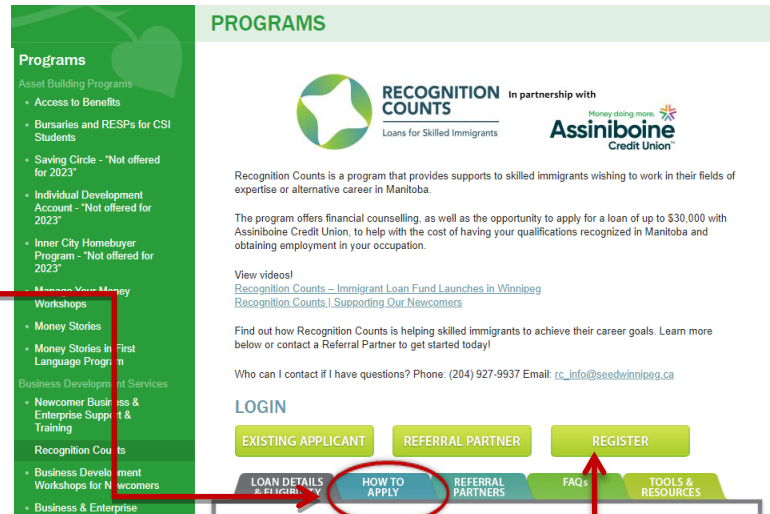 PROGRAMS
Programs
Asset Building Programs
Access to Benefits
Bursaries and RESPs for CSI
Students
Saving Circle - "Not offered
for 2023"
Individual Development
Account - "Not offered for
2023"
Inner City Homebuyer
Program - "Not offered for
2023"
Manage Your Money
Workshops
Money Stories
Money Stories in First
Language Program
Business Development Services
Newcomer Business &
Enterprise Support &
Training
Recognition Counts
Business Development
Workshops for Newcomers
Business & Enterprise
RECOGNITION
COUNTS
Loans for Skilled Immigrants
In partnership with
Money doing more.
Assiniboine
Credit Union™
Recognition Counts is a program that provides supports to skilled immigrants wishing to work in their fields of
expertise or alternative career in Manitoba.
The program offers financial counselling, as well as the opportunity to apply for a loan of up to $30,000 with
Assiniboine Credit Union, to help with the cost of having your qualifications recognized in Manitoba and
obtaining employment in your occupation.
View videos!
Recognition Counts – Immigrant Loan Fund Launches in Winnipeg
Recognition Counts | Supporting Our Newcomers
Find out how Recognition Counts is helping skilled immigrants to achieve their career goals. Learn more
below or contact a Referral Partner to get started today!
Who can I contact if I have questions? Phone: (204) 927-9937 Email: rc_info@seedwinnipeg.ca
LOGIN
EXISTING APPLICANT
REFERRAL PARTNER
REGISTER
LOAN DETAILS
& ELIGIBILITY
HOW TO
APPLY
REFERRAL
PARTNERS
FAQs
TOOLS &
RESOURCES